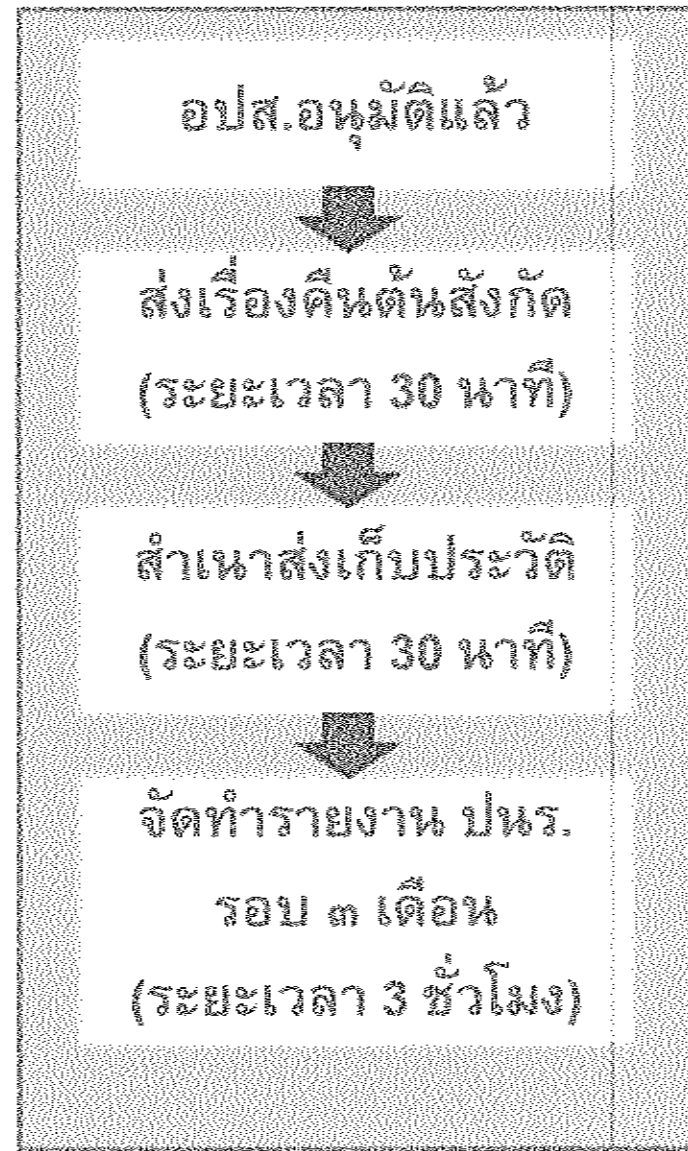 อปส.อนุมัติแล้ว
ส่งเรื่องคืนต้นสังกัด
(ระยะเวลา 30 นาที)
สำเนาส่งเก็บประวัติ
(ระยะเวลา 30 นาที)
จัดทำรายงาน ปนร.
รอบ ๓ เดือน
(ระยะเวลา 3 ชั่วโมง)